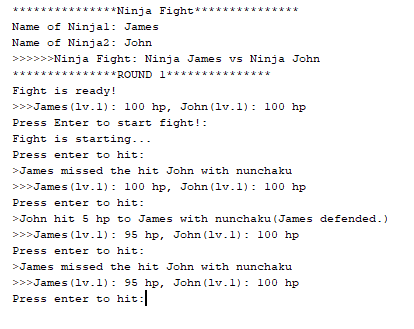 ***************Ninja Fight***************
Name of Ninja1: James
Name of Ninja2: John
>>>>>>Ninja Fight: Ninja James vs Ninja John
***************ROUND 1***************
Fight is ready!
>>>James(lv.1): 100 hp, John(lv.1): 100 hp
Press Enter to start fight!:
Fight is starting...
Press enter to hit:
>James missed the hit John with nunchaku
>>>James(lv.1): 100 hp, John(lv.1): 100 hp
Press enter to hit:
>John hit 5 hp to James with nunchaku(James defended.)
>>>James(lv.1): 95 hp, John(lv.1): 100 hp
Press enter to hit:
>James missed the hit John with nunchaku
>>>James(lv.1): 95 hp, John(lv.1): 100 hp
Press enter to hit: